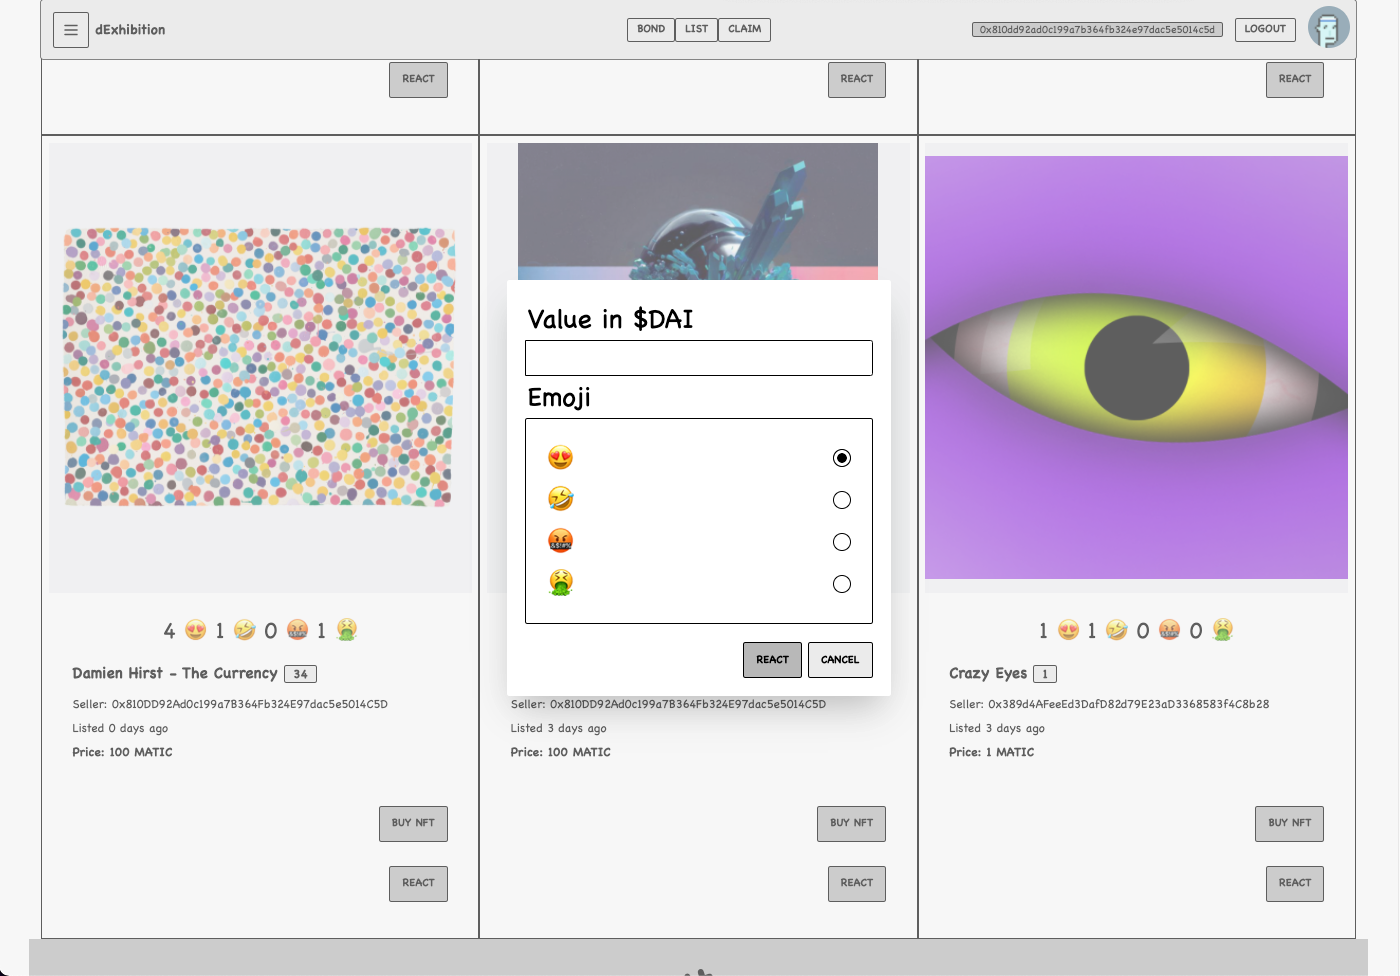 dExhibition
BOND LIST CLAIM
0x810dd92ad0c199a7b364fb324e97dac5e5014c5d
LOGOUT
REACT REACT REACT
Value in $DAI
Emoji
REACT CANCEL
4 1 0 1
Damien Hirst - The Currency 34
Seller: 0x810DD92Ad0c199a7B364Fb324E97dac5e5014C5D
Listed 0 days ago
Price: 100 MATIC
BUY NFT
REACT
Seller: 0x810DD92Ad0c199a7B364Fb324E97dac5e5014C5D
Listed 3 days ago
Price: 100 MATIC
BUY NFT
REACT
1 1 0 0
Crazy Eyes 1
Seller: 0x389d4AFeeEd3DafD82d79E23aD3368583f4C8b28
Listed 3 days ago
Price: 1 MATIC
BUY NFT
REACT